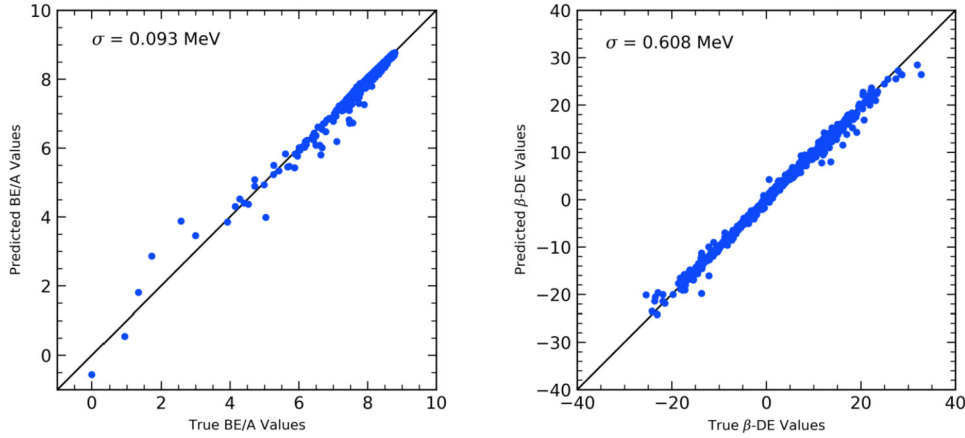 σ = 0.093 MeV
10
8
6
4
2
0
0 2 4 6 8 10
Predicted BE/A Values
True BE/A Values
σ = 0.608 MeV
40
30
20
10
0
−10
−20
−30
−40
−40 −20 0 20 40
Predicted β-DE Values
True β-DE Values